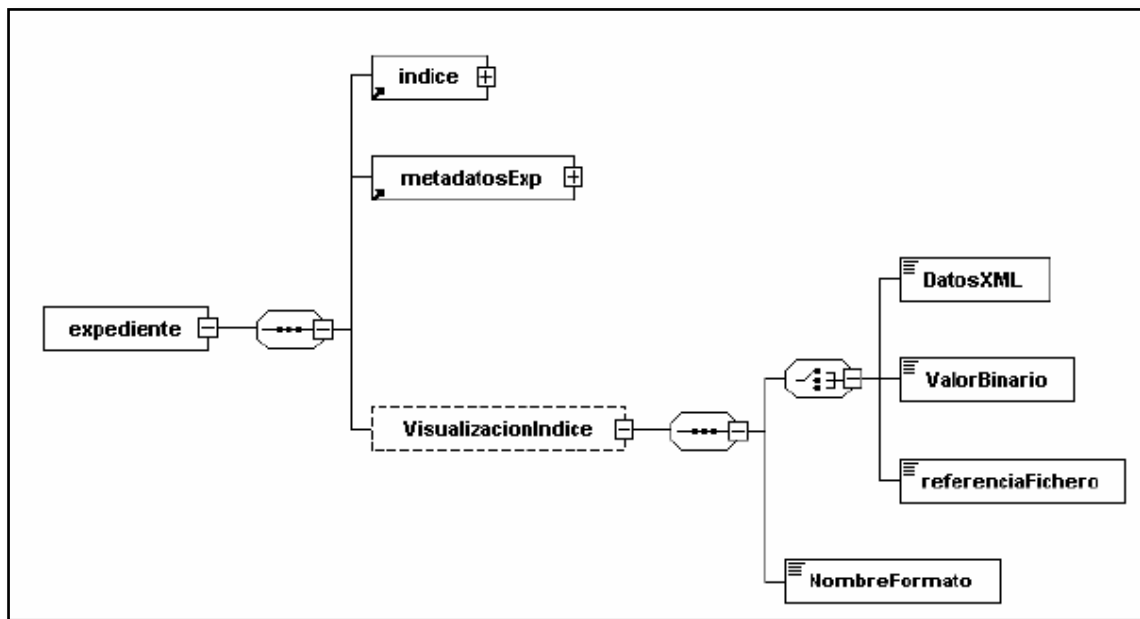 indice
metadatosExp
DatosXML
expediente
ValorBinario
VisualizacionIndice
referenciaFichero
NombreFormato